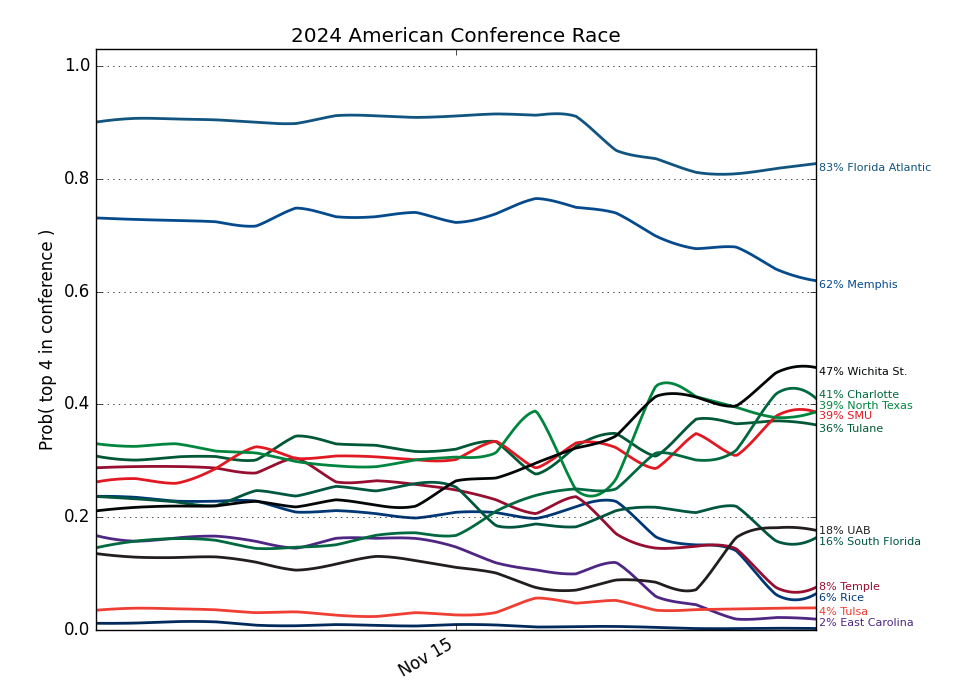 2024 American Conference Race
Prob( top 4 in conference )
1.0
0.8
0.6
0.4
0.2
0.0
Nov 15
83% Florida Atlantic
62% Memphis
47% Wichita St.
41% Charlotte
39% North Texas
39% SMU
36% Tulane
18% UAB
16% South Florida
8% Temple
6% Rice
4% Tulsa
2% East Carolina